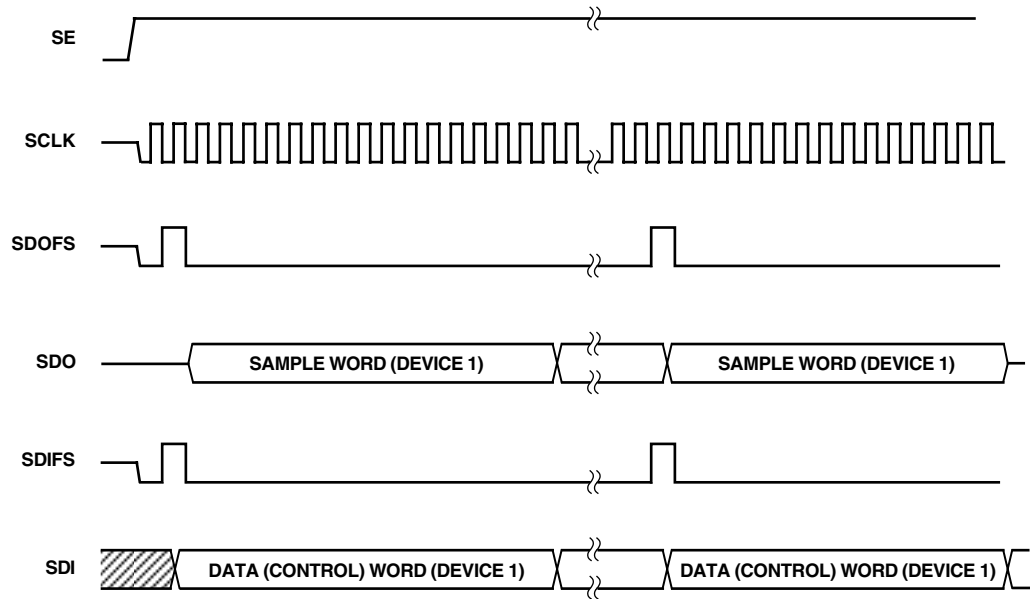 SE
SCLK
SDOFS
SDO
SAMPLE WORD (DEVICE 1) SAMPLE WORD (DEVICE 1)
SDIFS
SDI
DATA (CONTROL) WORD (DEVICE 1) DATA (CONTROL) WORD (DEVICE 1)